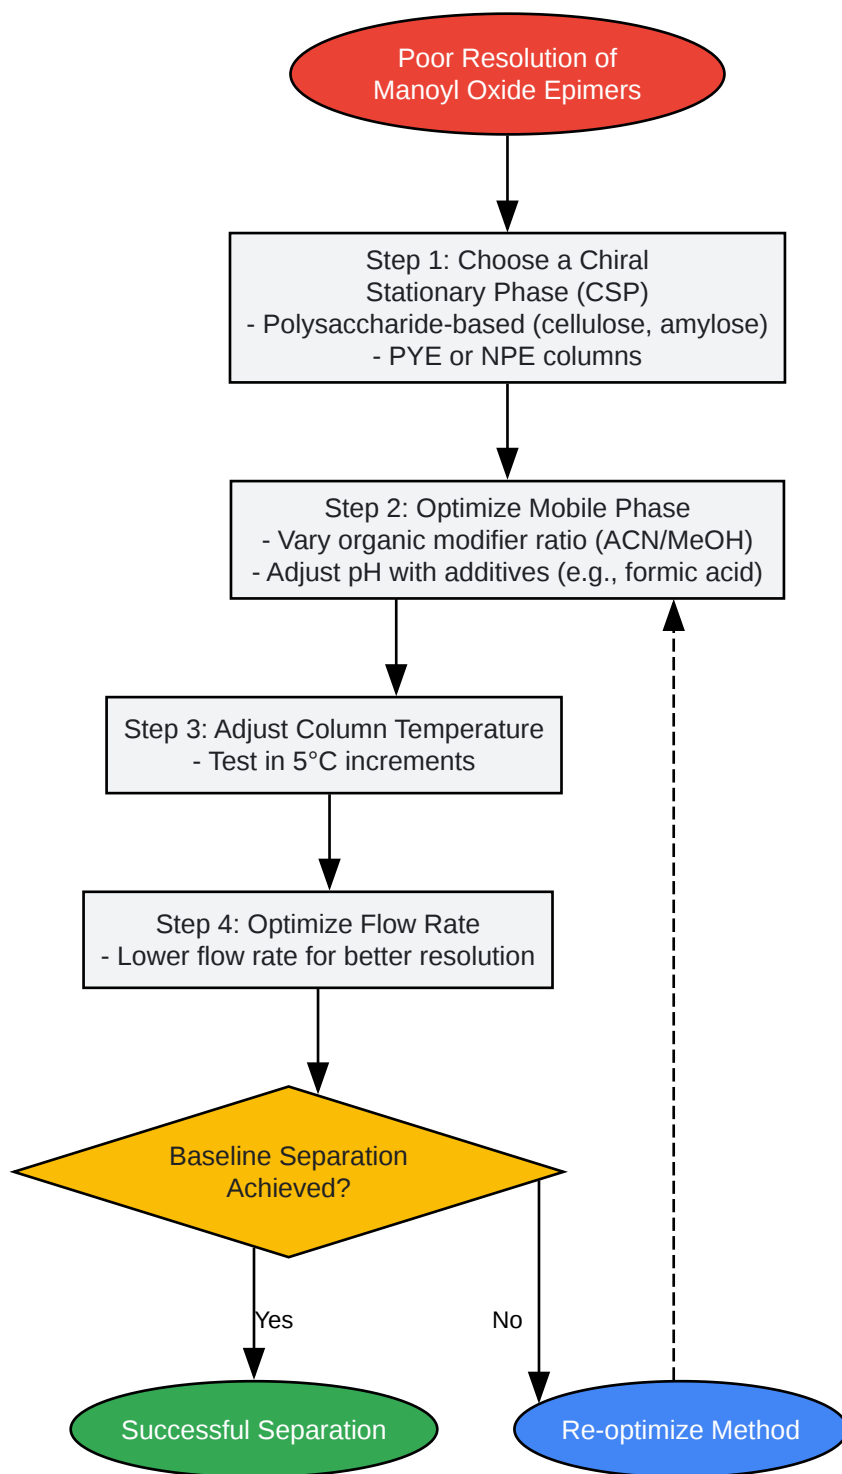 Poor Resolution of
Manoyl Oxide Epimers
Step 1: Choose a Chiral
Stationary Phase (CSP)
- Polysaccharide-based (cellulose, amylose)
- PYE or NPE columns
Step 2: Optimize Mobile Phase
- Vary organic modifier ratio (ACN/MeOH)
- Adjust pH with additives (e.g., formic acid)
Step 3: Adjust Column Temperature
- Test in 5°C increments
Step 4: Optimize Flow Rate
- Lower flow rate for better resolution
Baseline Separation
Achieved?
Yes
No
Successful Separation
Re-optimize Method